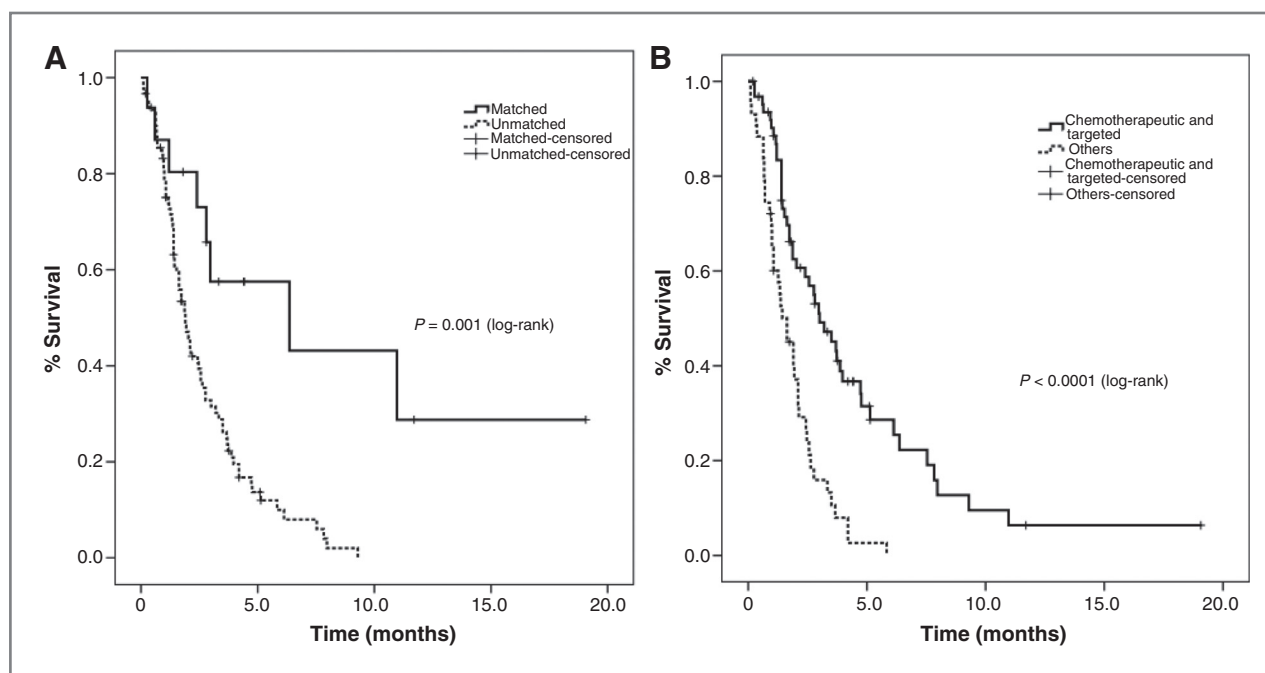 A
1.0
0.8
0.6
0.4
0.2
0.0
% Survival
Matched
Unmatched
Matched-censored
Unmatched-censored
P = 0.001 (log-rank)
0 5.0 10.0 15.0 20.0
Time (months)
B
1.0
0.8
0.6
0.4
0.2
0.0
% Survival
Chemotherapeutic and
targeted
Others
Chemotherapeutic and
targeted-censored
Others-censored
P < 0.0001 (log-rank)
0 5.0 10.0 15.0 20.0
Time (months)